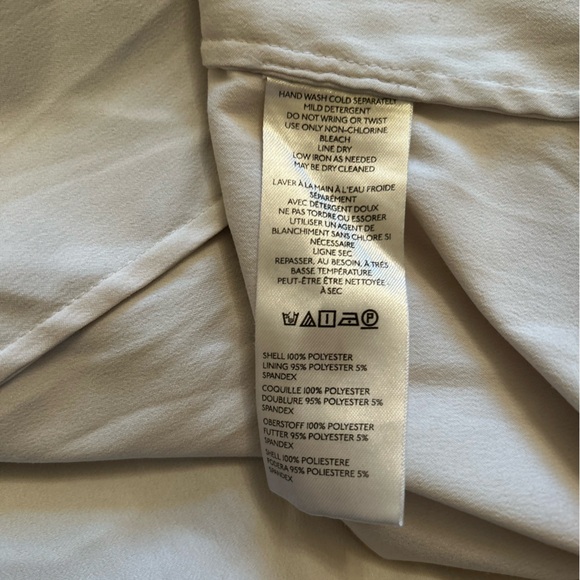 HAND WASH COLD SEPARATELY
MILD DETERGENT
DO NOT WRING OR TWIST
USE ONLY NON-CHLORINE
BLEACH
LINE DRY
LOW IRON AS NEEDED
MAY BE DRY CLEANED
LAVER À LA MAIN À L'EAU FROIDE
SÉPARÉMENT
AVEC DÉTERGENT DOUX
NE PAS TORDRE OU ESSORER
UTILISER UN AGENT DE
BLANCHIMENT SANS CHLORE SI
NÉCESSAIRE
LIGNE SEC
REPASSER, AU BESOIN, À TRÈS
BASSE TEMPÉRATURE
PEUT-ÊTRE ÊTRE NETTOYÉE
À SEC
P
SHELL 100% POLYESTER
LINING 95% POLYESTER 5%
SPANDEX
COQUILLE 100% POLYESTER
DOUBLURE 95% POLYESTER 5%
SPANDEX
OBERSTOFF 100% POLYESTER
FUTTER 95% POLYESTER 5%
SPANDEX
SHELL 100% POLIESTERE
FODERA 95% POLIESTERE 5%
SPANDEX